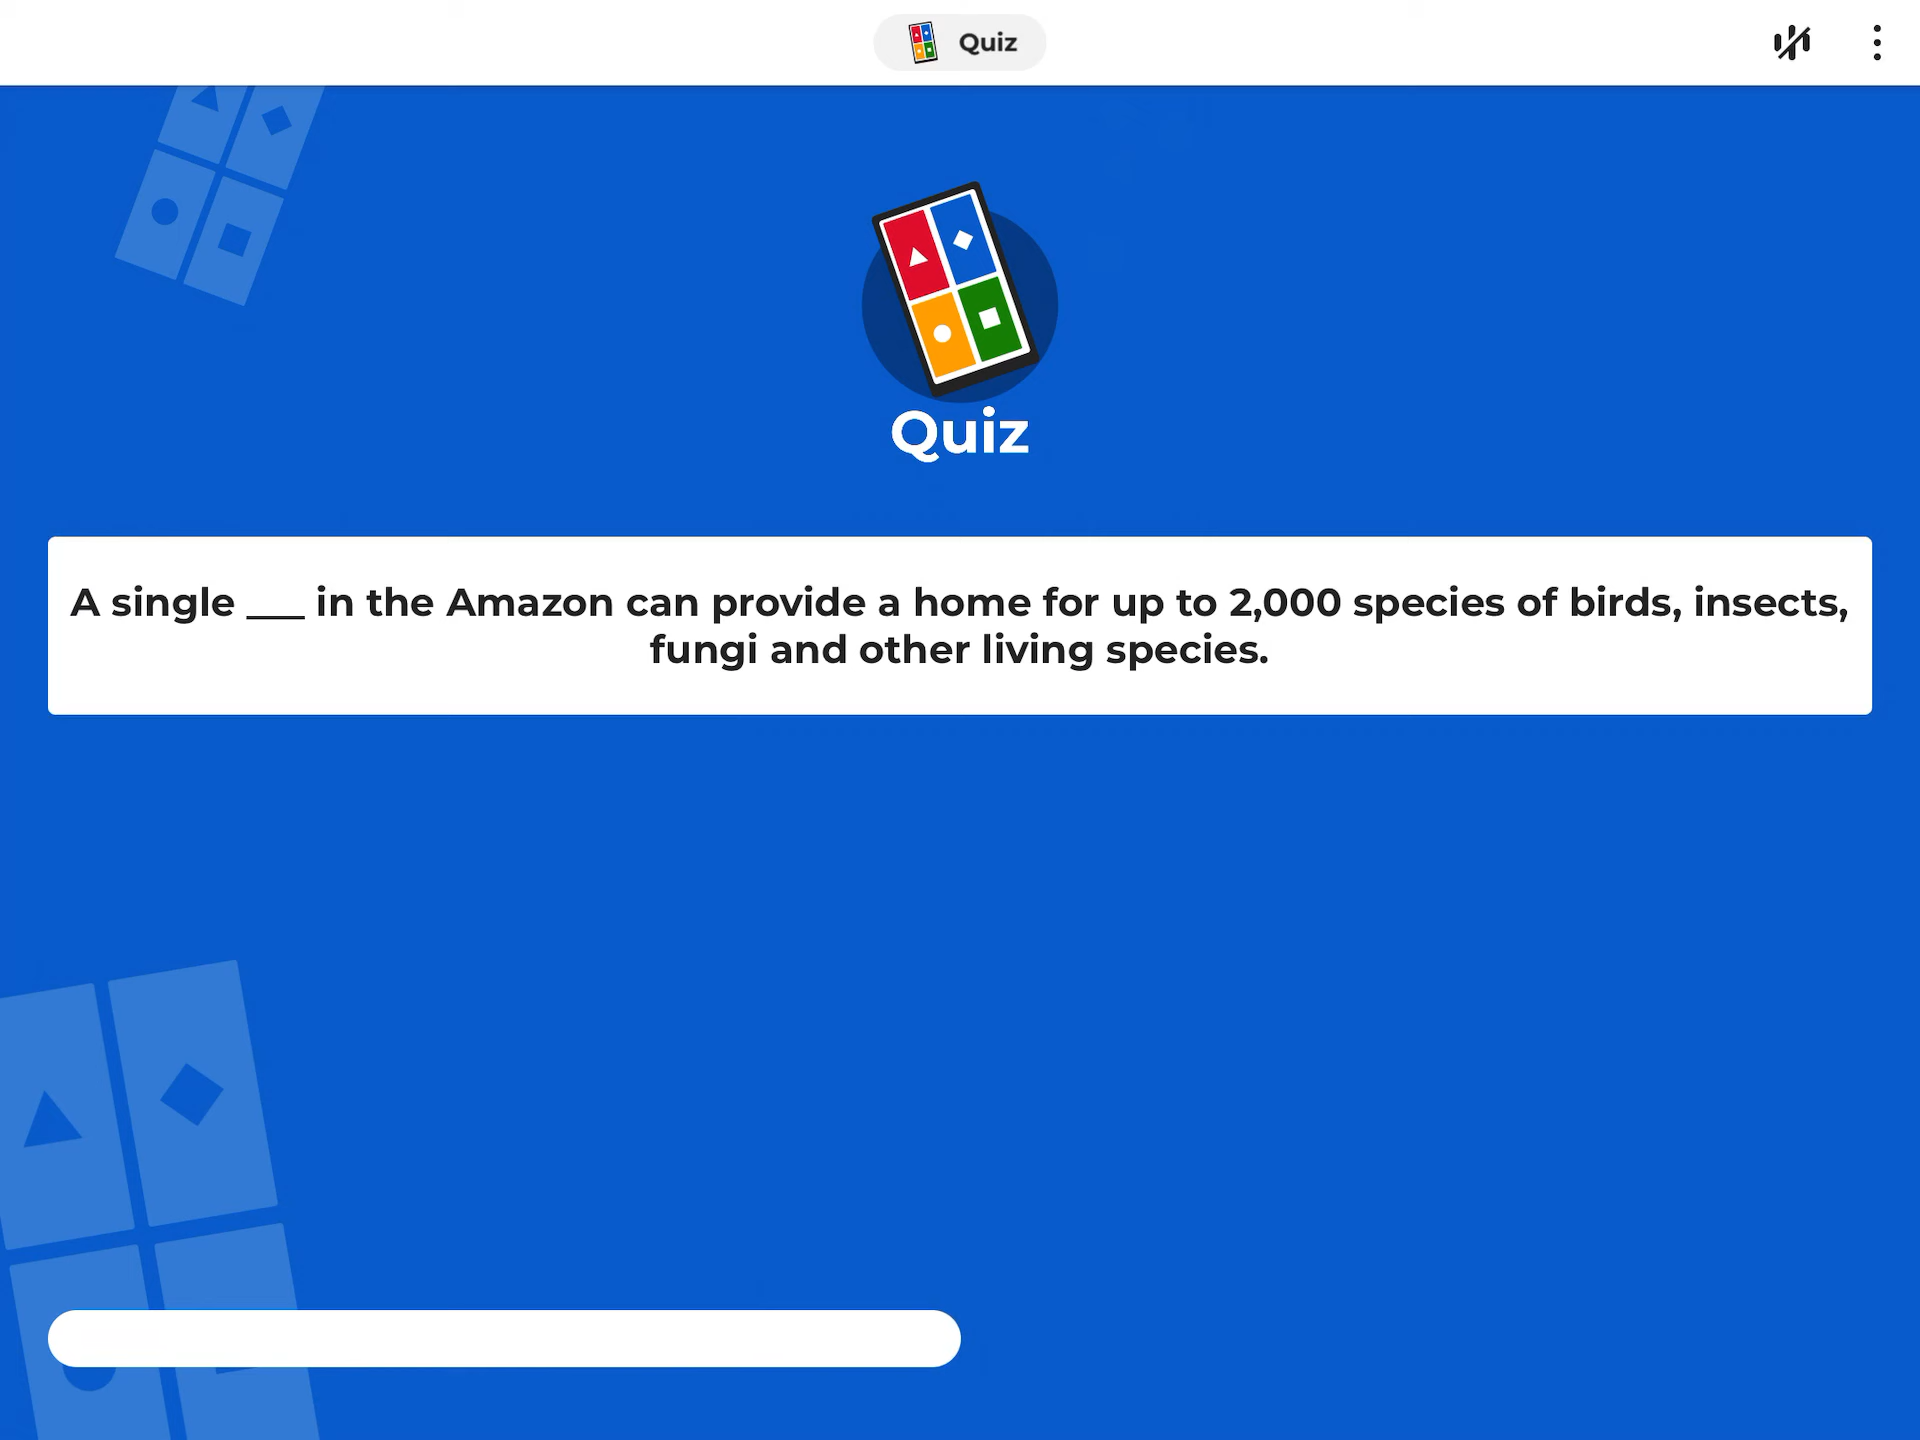 Quiz
Quiz
A single ___ in the Amazon can provide a home for up to 2,000 species of birds, insects,
fungi and other living species.